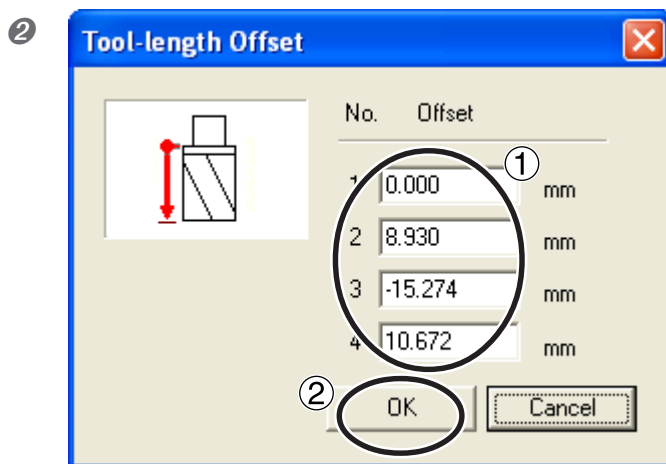 ❷
Tool-length Offset
No. Offset
①
1 0.000 mm
2 8.930 mm
3 -15.274 mm
4 10.672 mm
②
OK Cancel